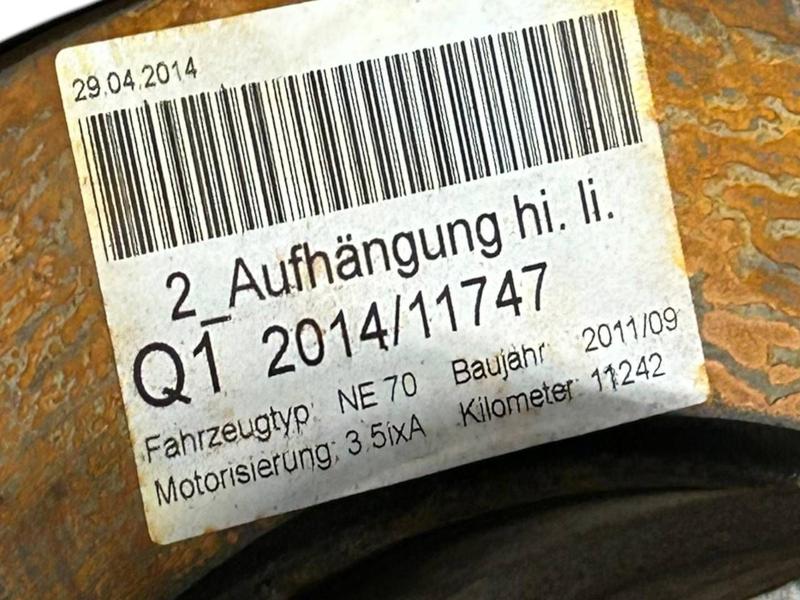 29.04.2014
2_Aufhängung hi. li.
Q1 2014/11747
Fahrzeugtyp: NE 70 Baujahr 2011/09
Motorisierung: 3.5ixA Kilometer 11242